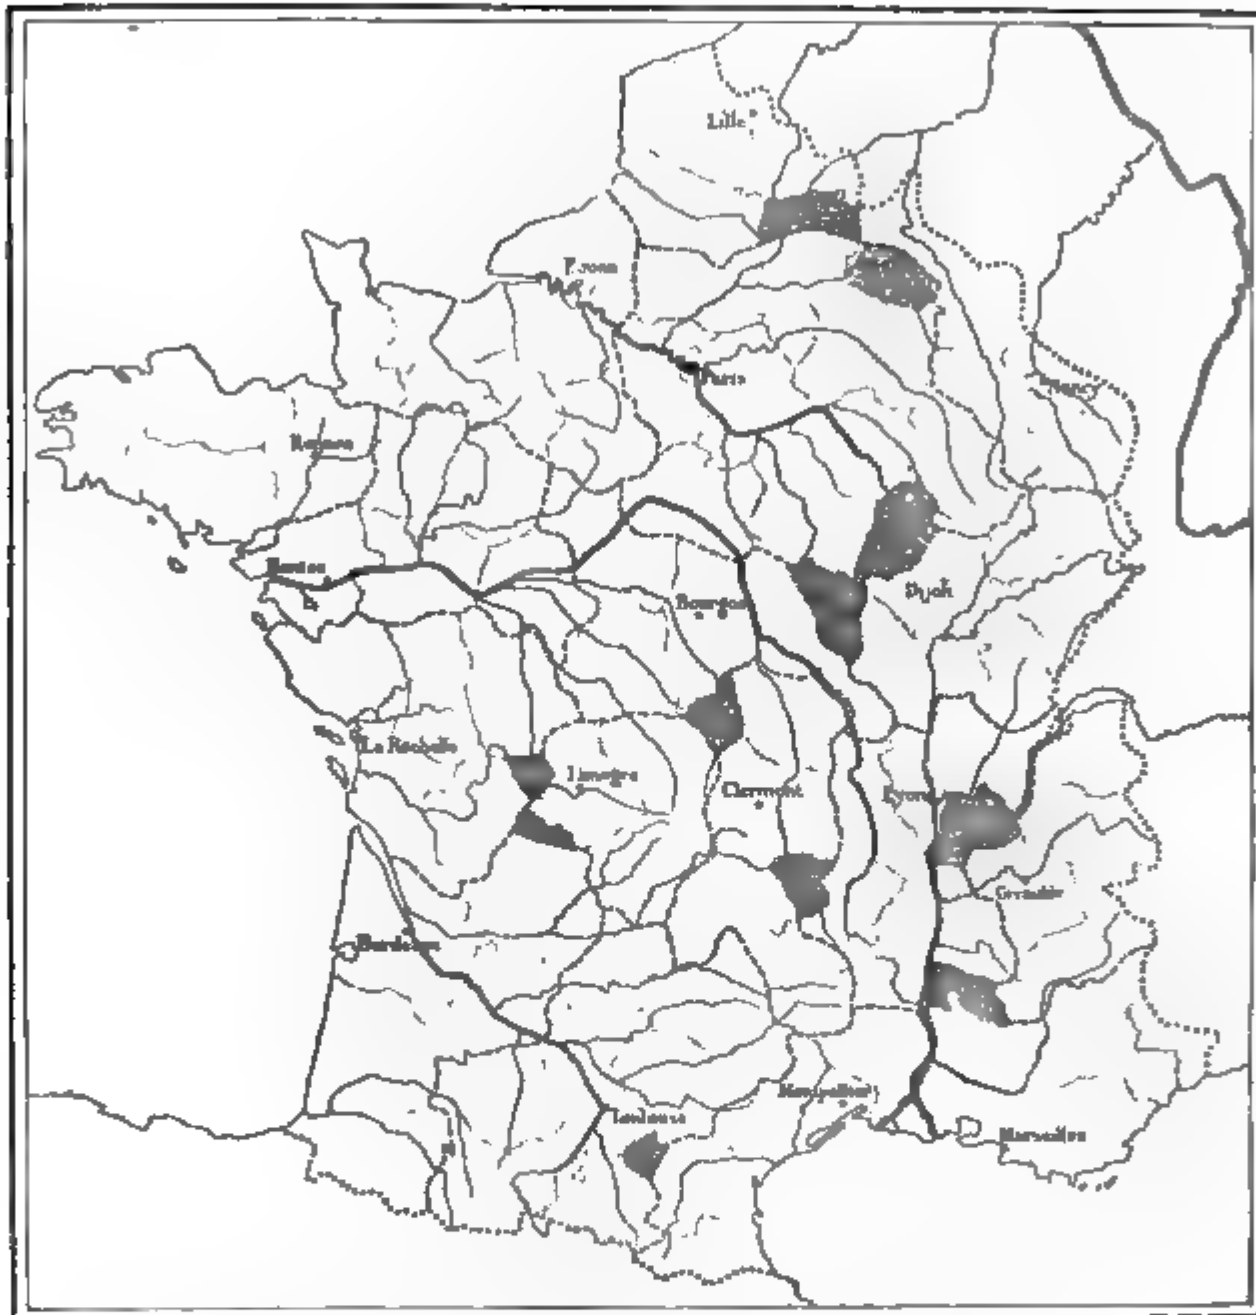 Lille
Rouen
Paris
Nancy
Rennes
Nantes
Bourges
Dijon
La Rochelle
Limoges
Clermont
Lyon
Grenoble
Bordeaux
Montpellier
Toulouse
Marseilles